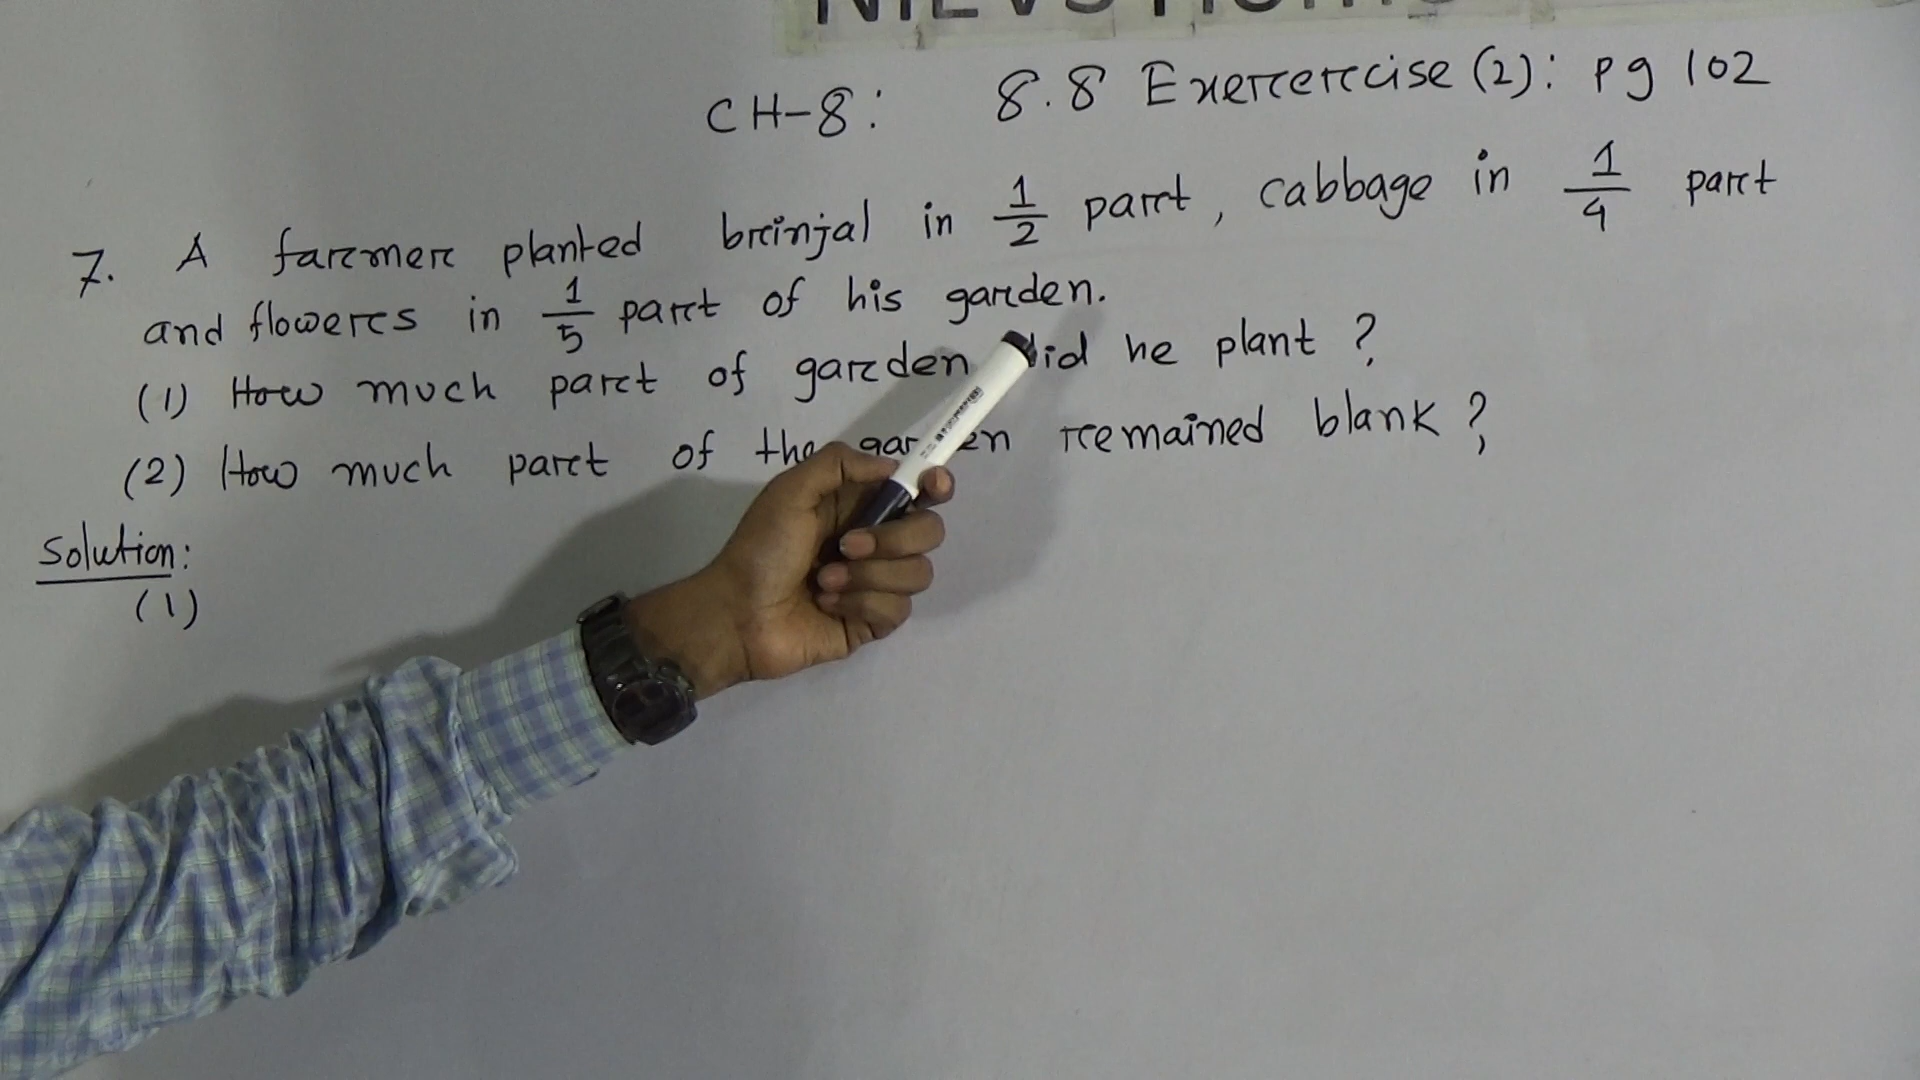 CH-8: 8.8 Exercercise (2): pg 102
7. A farmer planted brinjal in 1/2 part, cabbage in 1/4 part
and flowers in 1/5 part of his garden.
(1) How much part of garden did he plant ?
(2) How much part of the garden remained blank ?
Solution:
(1)